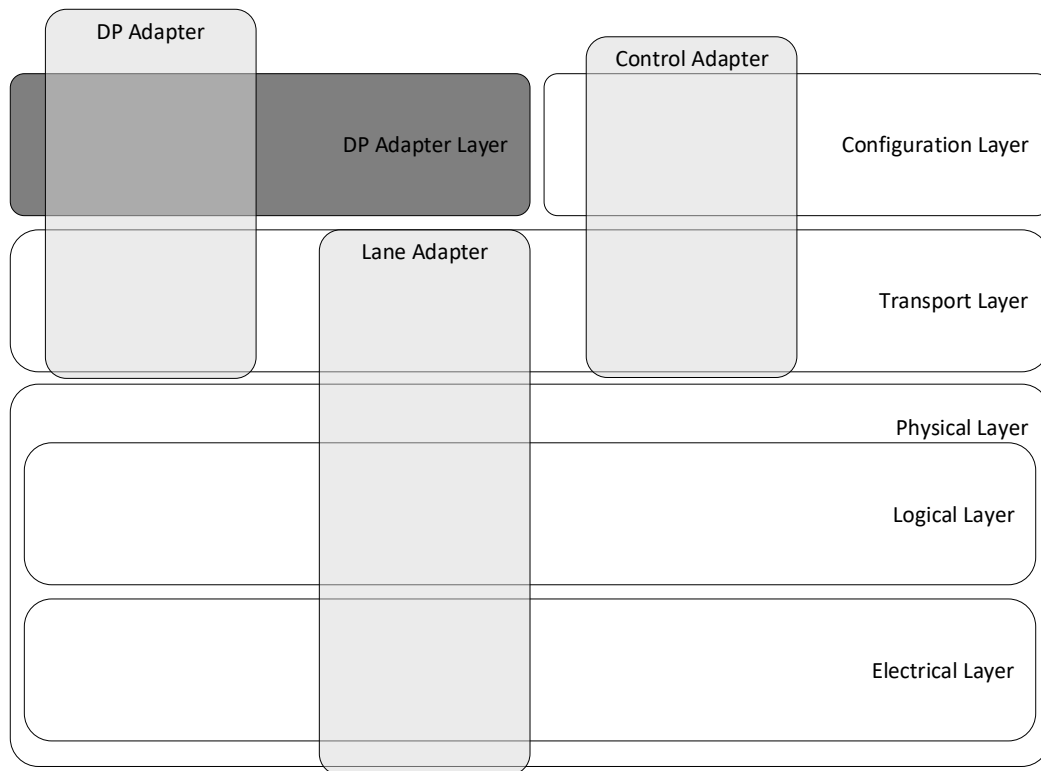 DP Adapter
Control Adapter
DP Adapter Layer
Configuration Layer
Lane Adapter
Transport Layer
Physical Layer
Logical Layer
Electrical Layer